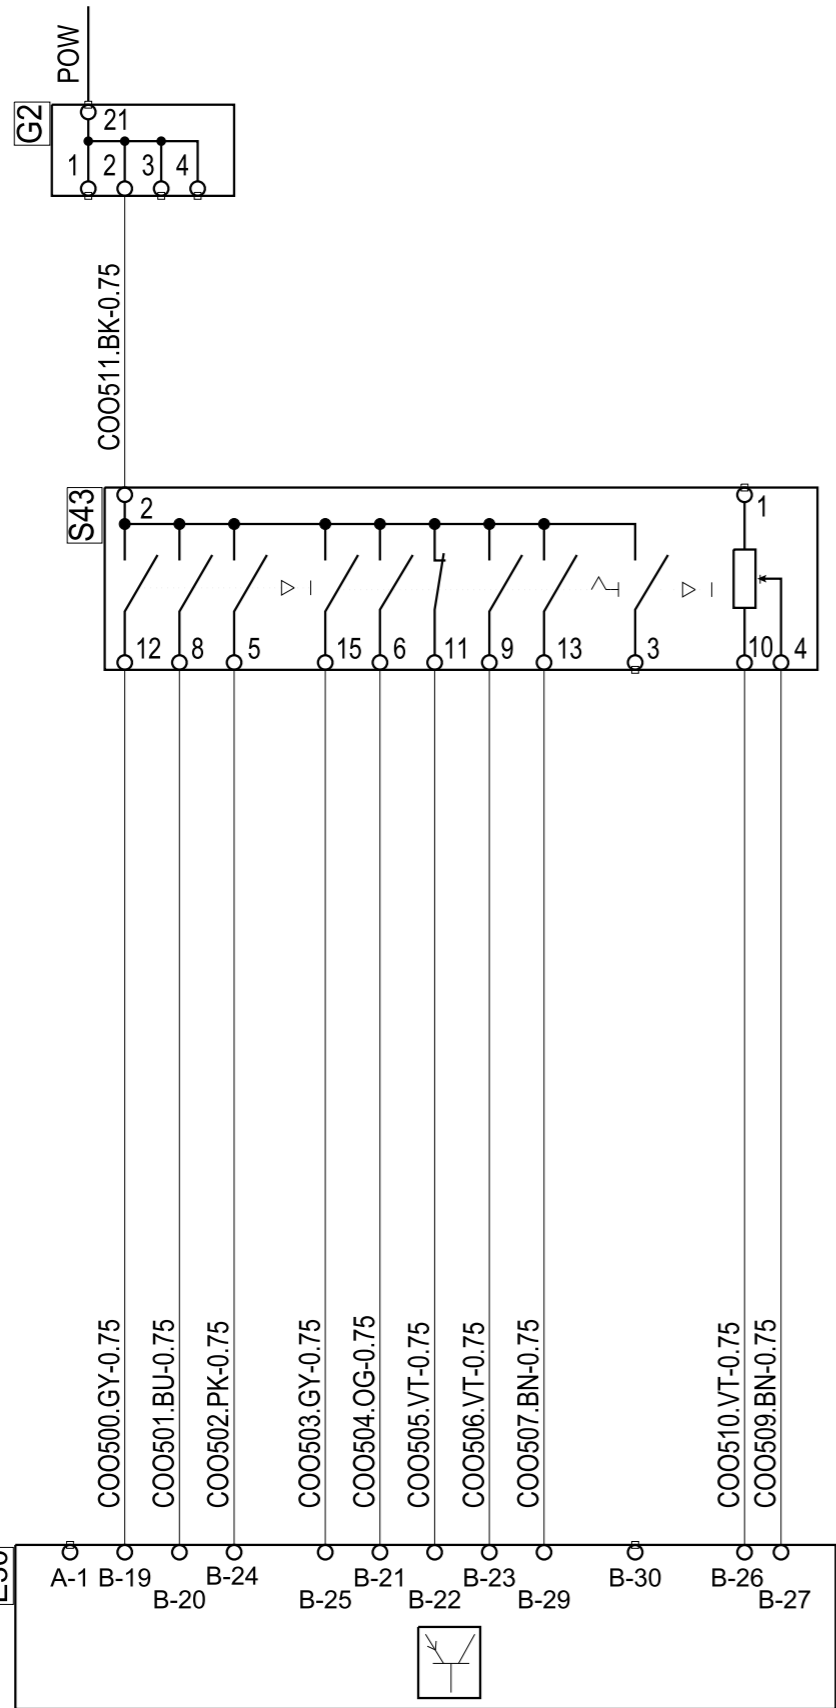 POW
G2
21
1 2 3 4
COO511.BK-0.75
S43
2 1
12 8 5 15 6 11 9 13 3 10 4
COO500.GY-0.75
COO501.BU-0.75
COO502.PK-0.75
COO503.GY-0.75
COO504.OG-0.75
COO505.VT-0.75
COO506.VT-0.75
COO507.BN-0.75
COO510.VT-0.75
COO509.BN-0.75
A-1 B-19 B-24 B-21 B-23 B-30 B-26
B-20 B-25 B-22 B-29 B-27